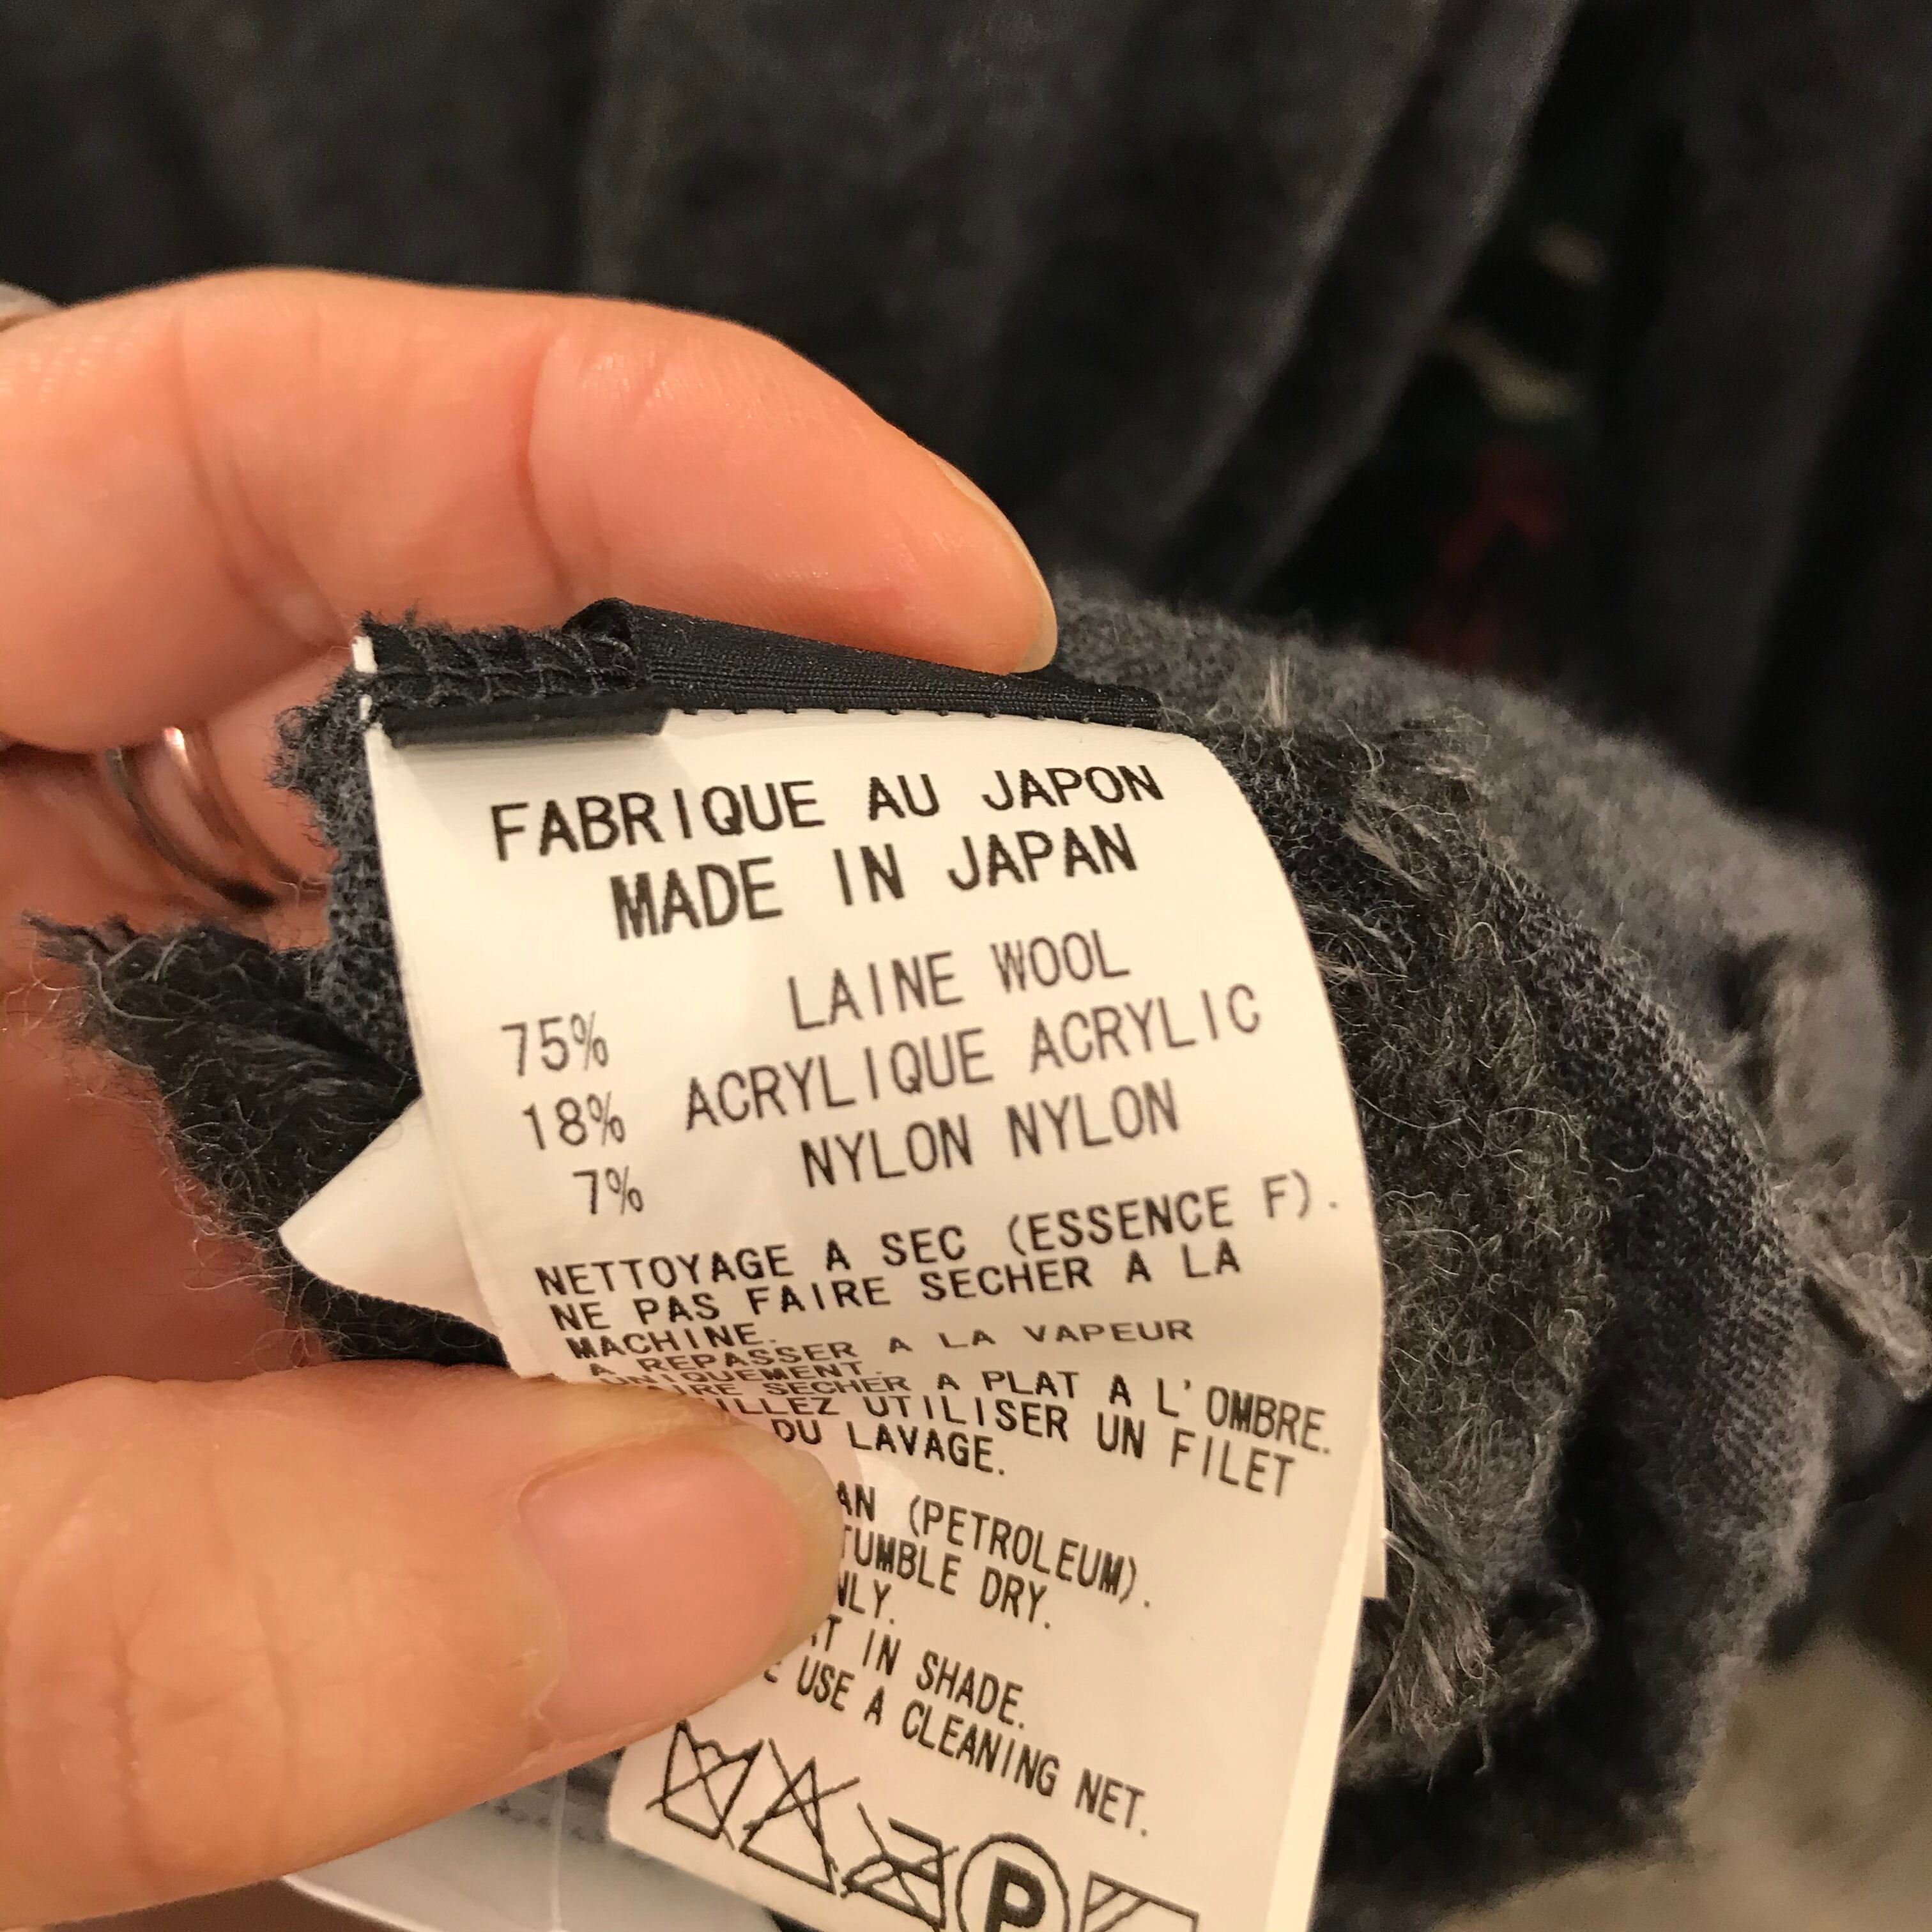 FABRIQUE AU JAPON
MADE IN JAPAN
75% LAINE WOOL
18% ACRYLIQUE ACRYLIC
7% NYLON NYLON
NETTOYAGE A SEC (ESSENCE F).
NE PAS FAIRE SECHER A LA
MACHINE.
A REPASSER A LA VAPEUR
UNIQUEMENT.
SECHER A PLAT A L'OMBRE.
UTILISER UN FILET
DU LAVAGE.
(PETROLEUM).
TUMBLE DRY.
IN SHADE.
USE A CLEANING NET.
P